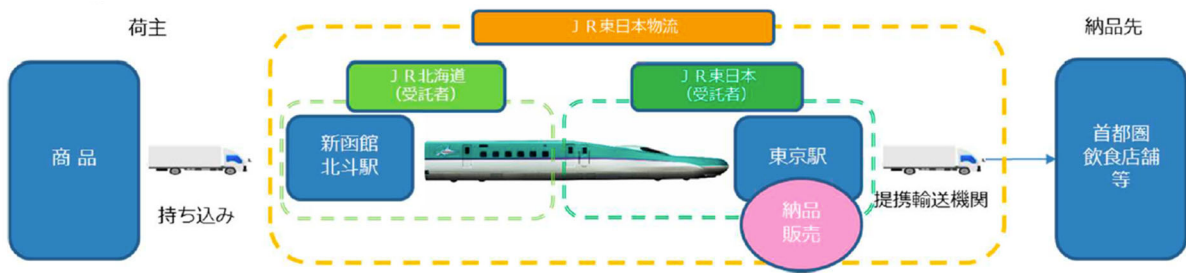 荷主
ＪＲ東日本物流
納品先
ＪＲ北海道
（受託者）
ＪＲ東日本
（受託者）
商 品
新函館
北斗駅
東京駅
首都圏
飲食店舗
等
持ち込み
納品
販売
提携輸送機関